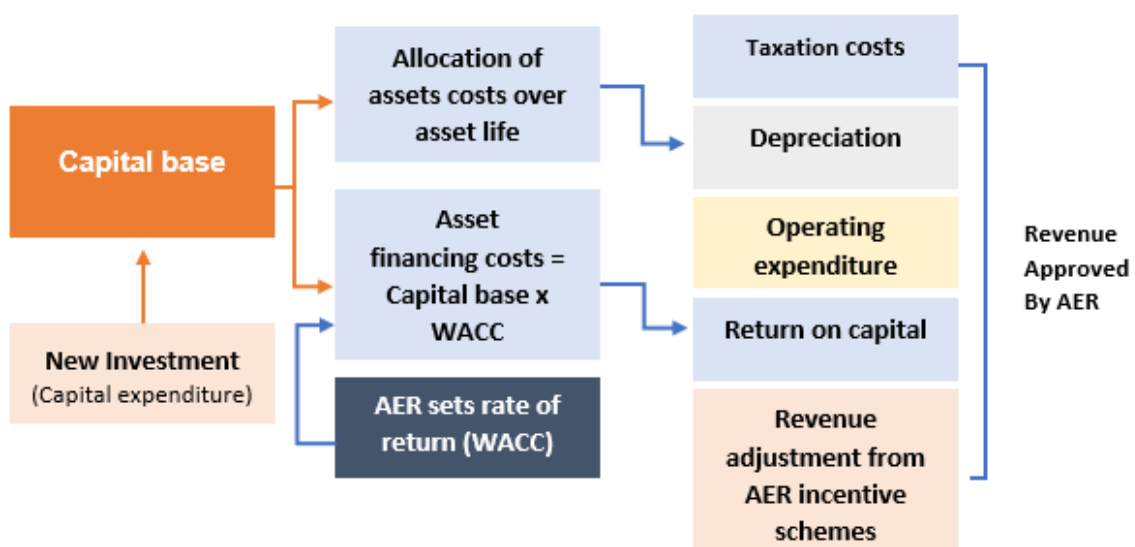 Capital base
New Investment
(Capital expenditure)
Allocation of
assets costs over
asset life
Asset
financing costs =
Capital base x
WACC
AER sets rate of
return (WACC)
Taxation costs
Depreciation
Operating
expenditure
Return on capital
Revenue
adjustment from
AER incentive
schemes
Revenue
Approved
By AER